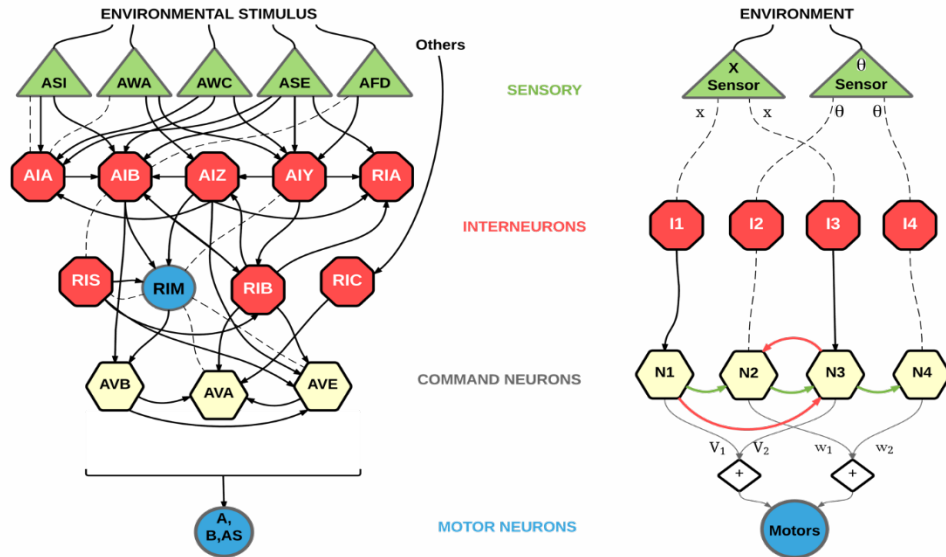 ENVIRONMENTAL STIMULUS
ENVIRONMENT
Others
ASI
AWA
AWC
ASE
AFD
SENSORY
X
Sensor
θ
Sensor
x
x
θ
θ
AIA
AIB
AIZ
AIY
RIA
INTERNEURONS
I1
I2
I3
I4
RIS
RIM
RIB
RIC
AVB
AVA
AVE
COMMAND NEURONS
N1
N2
N3
N4
V₁
V₂
w₁
w₂
+
+
A,
B,AS
MOTOR NEURONS
Motors